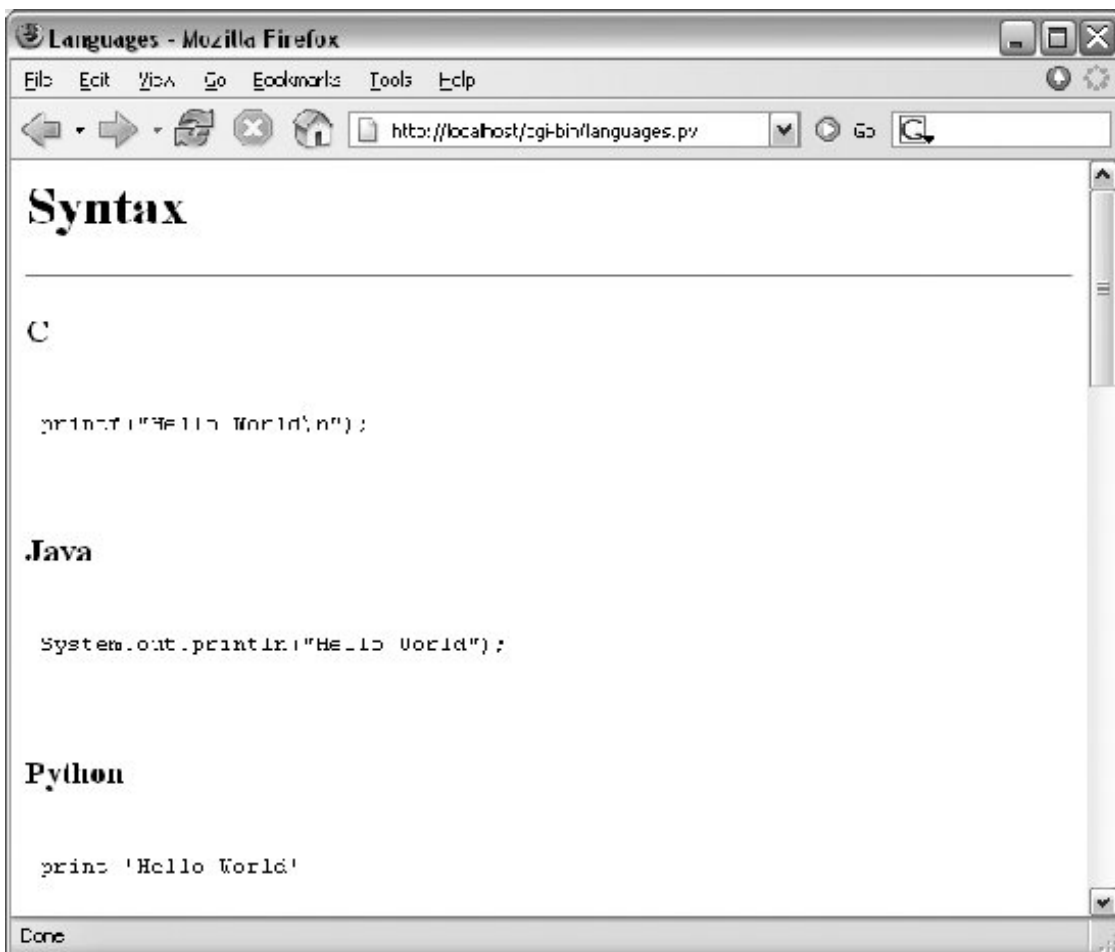 Languages - Mozilla Firefox
File Edit View Go Bookmarks Tools Help
http://localhost/cgi-bin/languages.py Go G
Syntax
C
printf("Hello World\n");
Java
System.out.println("Hello World");
Python
print 'Hello World'
Done